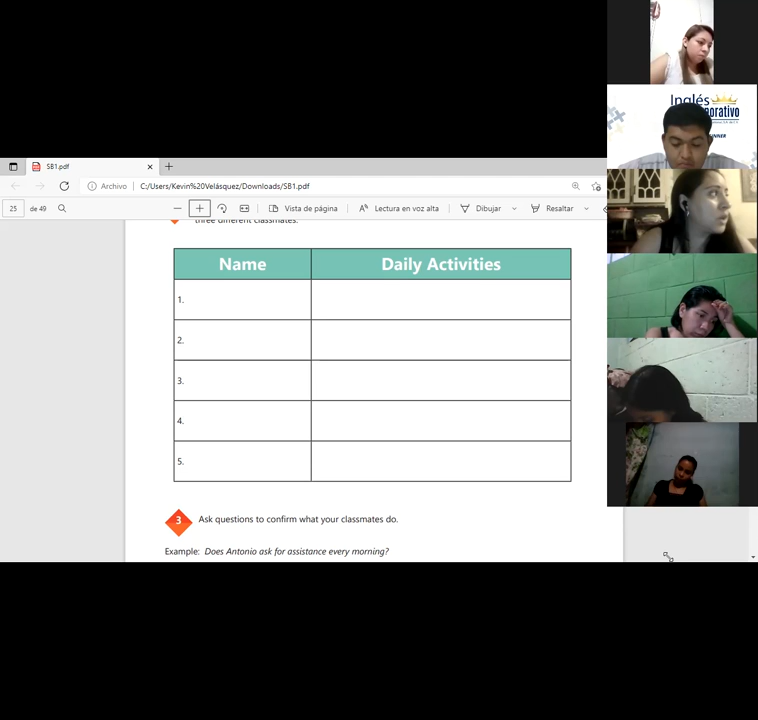 SB1.pdf
Archivo C:/Users/Kevin%20Velásquez/Downloads/SB1.pdf
25 de 49 Vista de página Lectura en voz alta Dibujar Resaltar
three different classmates.
Name Daily Activities
1.
2.
3.
4.
5.
3 Ask questions to confirm what your classmates do.
Example: Does Antonio ask for assistance every morning?
Inglés